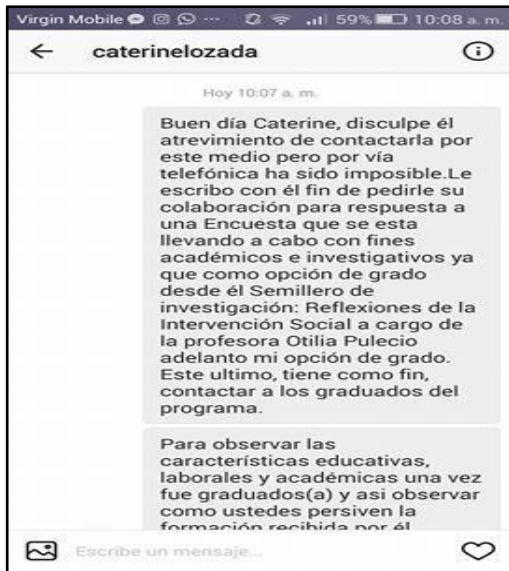 Virgin Mobile ... 59% 10:08 a. m.
caterinelozada
Hoy 10:07 a. m.
Buen día Caterine, disculpe él
atrevimiento de contactarla por
este medio pero por vía
telefónica ha sido imposible.Le
escribo con él fin de pedirle su
colaboración para respuesta a
una Encuesta que se esta
llevando a cabo con fines
académicos e investigativos ya
que como opción de grado
desde él Semillero de
investigación: Reflexiones de la
Intervención Social a cargo de
la profesora Otilia Pulecio
adelanto mi opción de grado.
Este ultimo, tiene como fin,
contactar a los graduados del
programa.
Para observar las
características educativas,
laborales y académicas una vez
fue graduados(a) y asi observar
como ustedes persiven la
formación recibida por él
Escribe un mensaje...